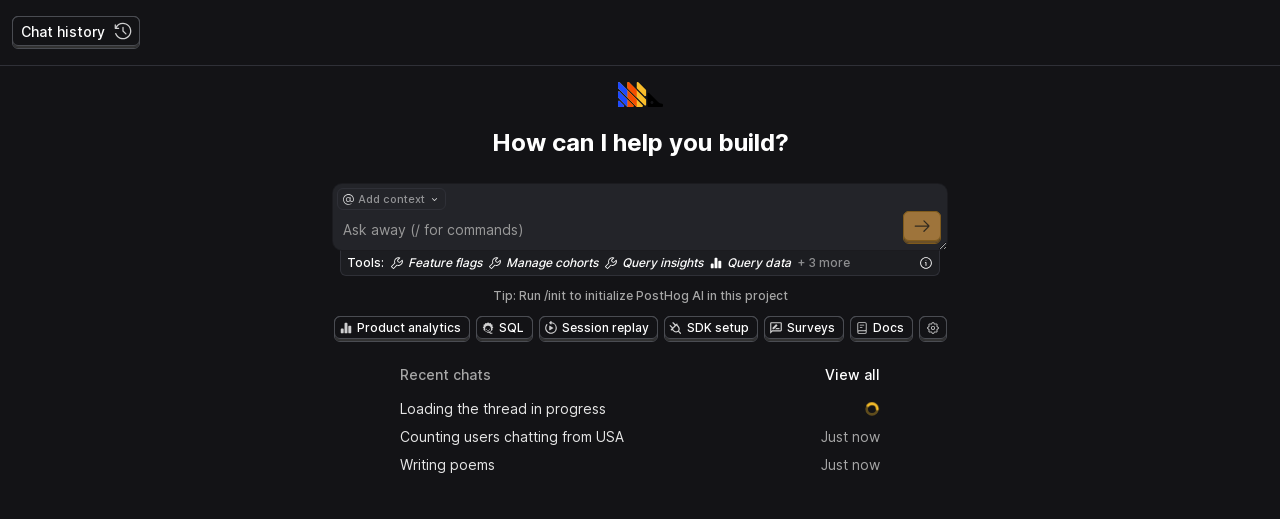 Chat history
How can I help you build?
@ Add context
Ask away (/ for commands)
Tools: Feature flags Manage cohorts Query insights Query data + 3 more
Tip: Run /init to initialize PostHog AI in this project
Product analytics SQL Session replay SDK setup Surveys Docs
Recent chats View all
Loading the thread in progress
Counting users chatting from USA Just now
Writing poems Just now